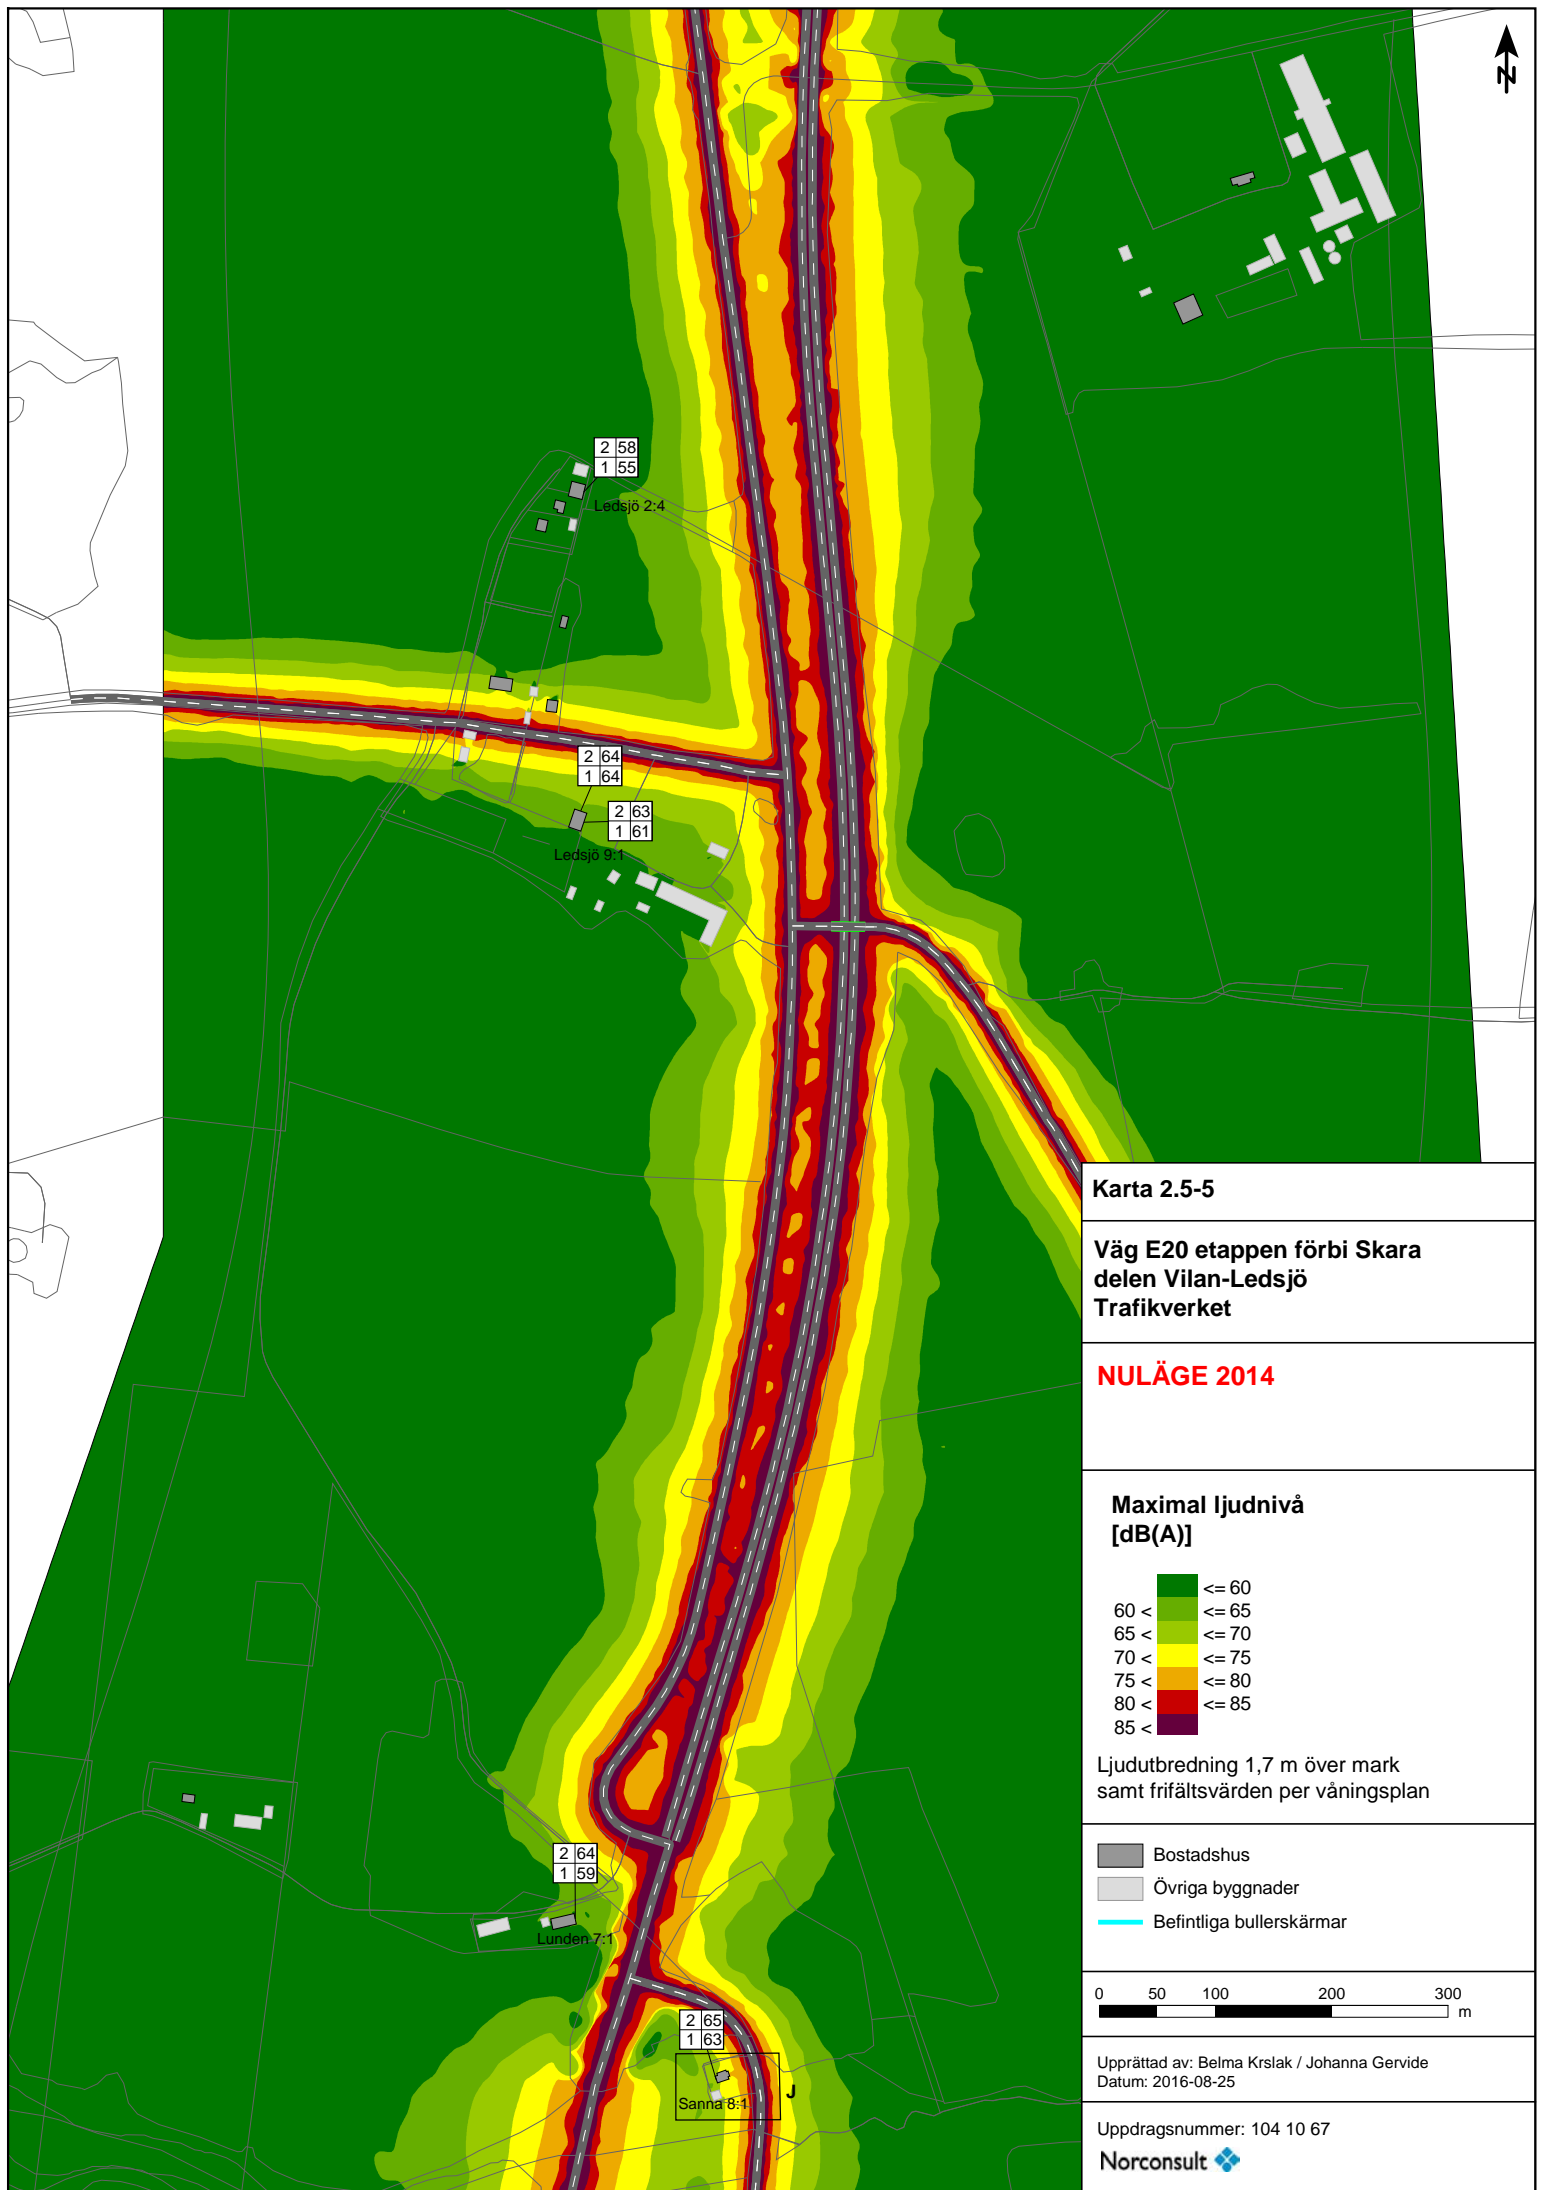 N
2 58
1 55
Ledsjö 2:4
2 64
1 64
2 63
1 61
Ledsjö 9:1
2 64
1 59
Lunden 7:1
2 65
1 63
Sanna 8:1
J
Karta 2.5-5
Väg E20 etappen förbi Skara
delen Vilan-Ledsjö
Trafikverket
NULÄGE 2014
Maximal ljudnivå
[dB(A)]
<= 60
60 < <= 65
65 < <= 70
70 < <= 75
75 < <= 80
80 < <= 85
85 <
Ljudutbredning 1,7 m över mark
samt frifältsvärden per våningsplan
Bostadshus
Övriga byggnader
Befintliga bullerskärmar
0 50 100 200 300
m
Upprättad av: Belma Krslak / Johanna Gervide
Datum: 2016-08-25
Uppdragsnummer: 104 10 67
Norconsult